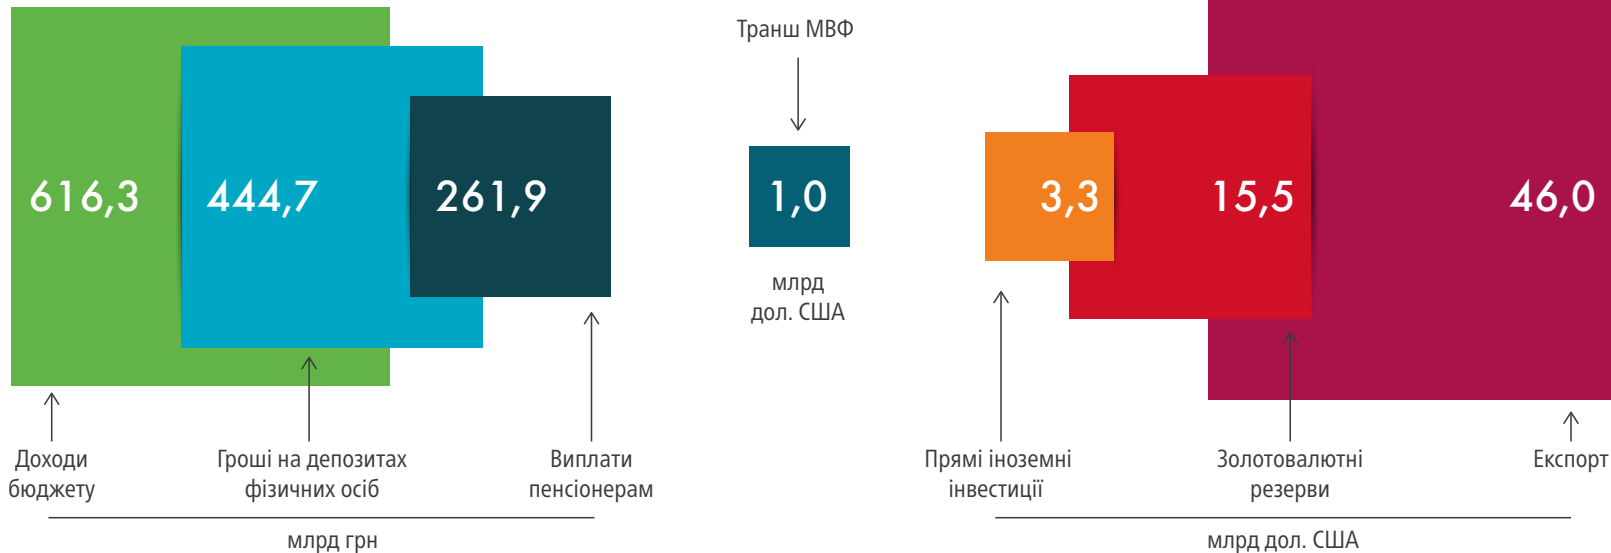 616,3
444,7
261,9
Доходи
бюджету
Гроші на депозитах
фізичних осіб
Виплати
пенсіонерам
млрд грн
Транш МВФ
1,0
млрд
дол. США
3,3
15,5
46,0
Прямі іноземні
інвестиції
Золотовалютні
резерви
Експорт
млрд дол. США